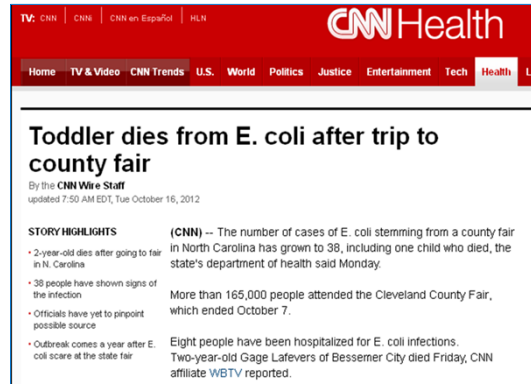 TV: CNN CNNi CNN en Español HLN
CNN Health
Home TV & Video CNN Trends U.S. World Politics Justice Entertainment Tech Health L
Toddler dies from E. coli after trip to
county fair
By the CNN Wire Staff
updated 7:50 AM EDT, Tue October 16, 2012
STORY HIGHLIGHTS
• 2-year-old dies after going to fair
in N. Carolina
• 38 people have shown signs of
the infection
• Officials have yet to pinpoint
possible source
• Outbreak comes a year after E.
coli scare at the state fair
(CNN) -- The number of cases of E. coli stemming from a county fair
in North Carolina has grown to 38, including one child who died, the
state's department of health said Monday.
More than 165,000 people attended the Cleveland County Fair,
which ended October 7.
Eight people have been hospitalized for E. coli infections.
Two-year-old Gage Lafevers of Bessemer City died Friday, CNN
affiliate WBTV reported.